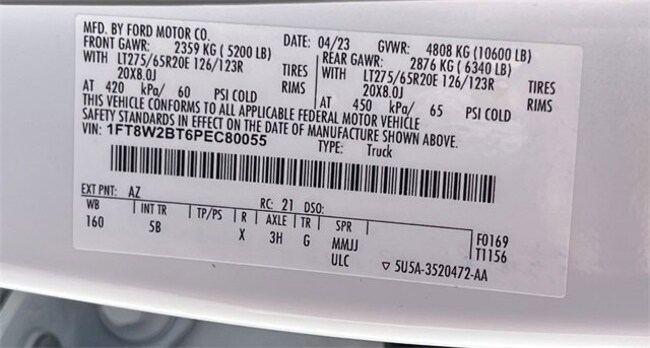 MFD. BY FORD MOTOR CO.
DATE: 04/23 GVWR: 4808 KG (10600 LB)
FRONT GAWR: 2359 KG (5200 LB) REAR GAWR: 2876 KG (6340 LB)
WITH LT275/65R20E 126/123R TIRES WITH LT275/65R20E 126/123R TIRES
20X8.0J RIMS 20X8.0J RIMS
AT 420 kPa/ 60 PSI COLD AT 450 kPa/ 65 PSI COLD
THIS VEHICLE CONFORMS TO ALL APPLICABLE FEDERAL MOTOR VEHICLE
SAFETY STANDARDS IN EFFECT ON THE DATE OF MANUFACTURE SHOWN ABOVE.
VIN: 1FT8W2BT6PEC80055
TYPE: Truck
EXT PNT: AZ RC: 21 DSO:
WB INT TR TP/PS R AXLE TR SPR
160 5B X 3H G MMJJ
ULC
F0169
T1156
▽ 5U5A-3520472-AA